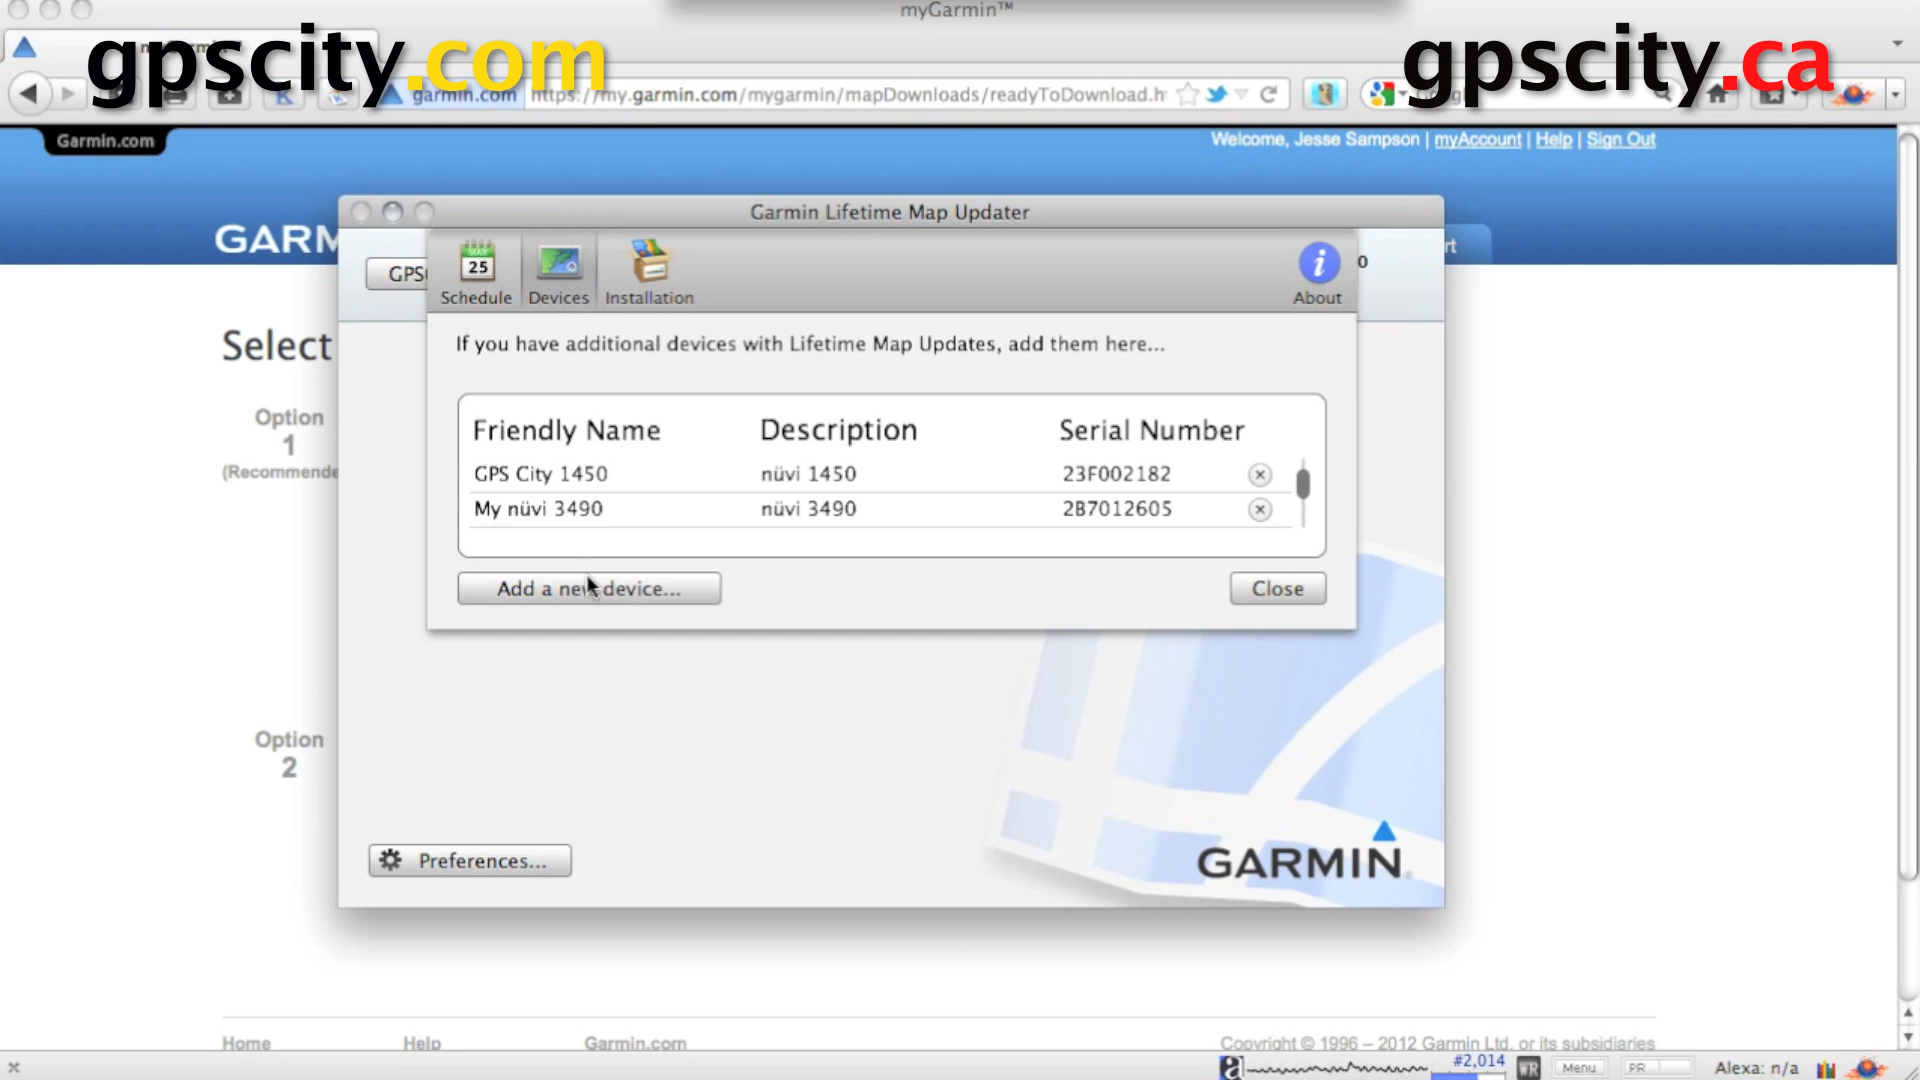 myGarmin™
gpscity.com
gpscity.ca
garmin.com
https://my.garmin.com/mygarmin/mapDownloads/readyToDownload.h
Garmin.com
Welcome, Jesse Sampson | myAccount | Help | Sign Out
GARM
rt
Garmin Lifetime Map Updater
GPS
MAY
25
Schedule
Devices
Installation
About
Select
If you have additional devices with Lifetime Map Updates, add them here...
Option
1
(Recommende
Friendly Name Description Serial Number
GPS City 1450 nüvi 1450 23F002182
My nüvi 3490 nüvi 3490 2B7012605
Add a new device...
Close
Option
2
Preferences...
GARMIN
Home
Help
Garmin.com
Copyright © 1996 – 2012 Garmin Ltd. or its subsidiaries
#2,014
WR
Menu
PR
Alexa: n/a